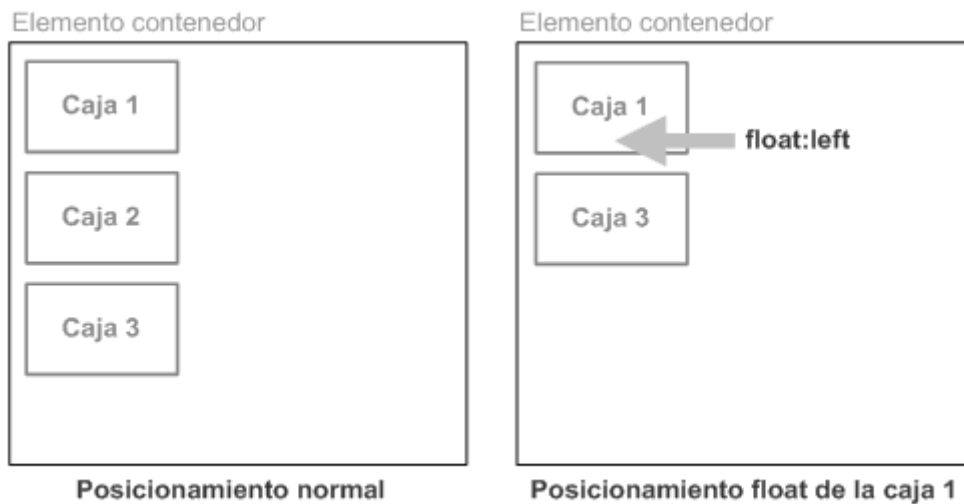 Elemento contenedor
Caja 1
Caja 2
Caja 3
Posicionamiento normal
Elemento contenedor
Caja 1
float:left
Caja 3
Posicionamiento float de la caja 1